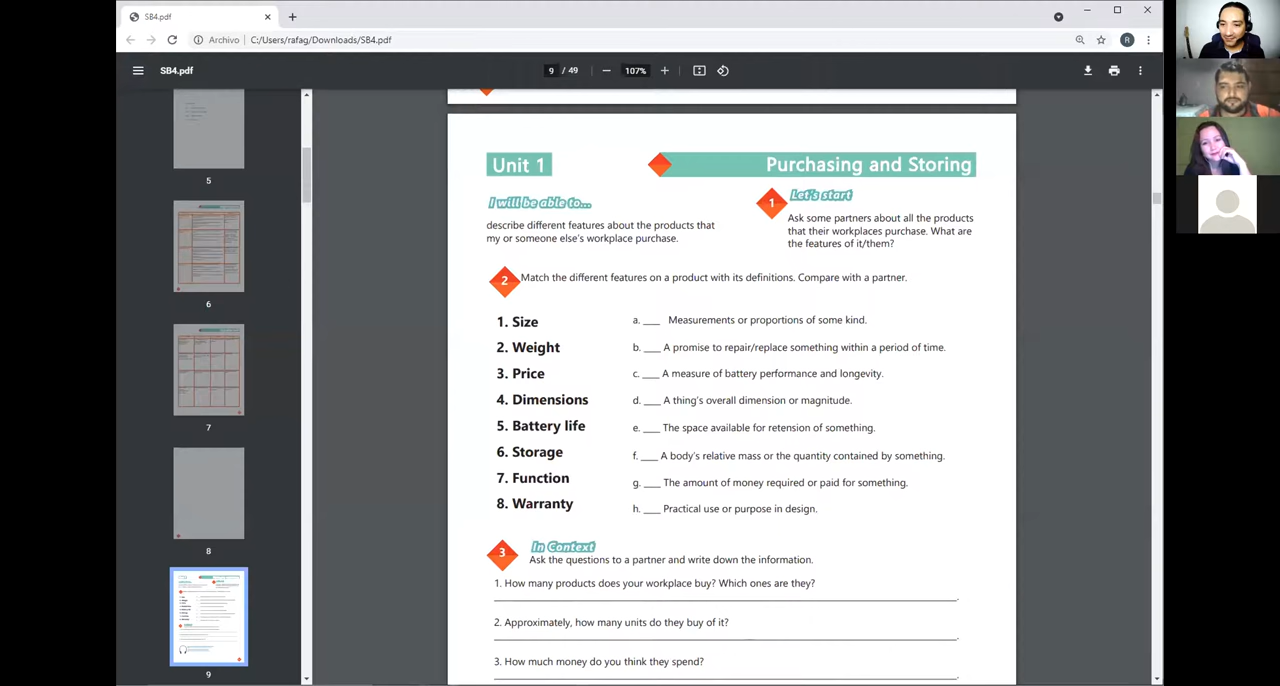 SB4.pdf
Archivo
C:/Users/rafag/Downloads/SB4.pdf
R
SB4.pdf
9 / 49
107%
5
6
7
8
9
Unit 1
Purchasing and Storing
I will be able to...
describe different features about the products that
my or someone else's workplace purchase.
1
Let's start
Ask some partners about all the products
that their workplaces purchase. What are
the features of it/them?
2
Match the different features on a product with its definitions. Compare with a partner.
1. Size
2. Weight
3. Price
4. Dimensions
5. Battery life
6. Storage
7. Function
8. Warranty
a. ___ Measurements or proportions of some kind.
b. ___ A promise to repair/replace something within a period of time.
c. ___ A measure of battery performance and longevity.
d. ___ A thing's overall dimension or magnitude.
e. ___ The space available for retension of something.
f. ___ A body's relative mass or the quantity contained by something.
g. ___ The amount of money required or paid for something.
h. ___ Practical use or purpose in design.
3
In Context
Ask the questions to a partner and write down the information.
1. How many products does your workplace buy? Which ones are they?
2. Approximately, how many units do they buy of it?
3. How much money do you think they spend?